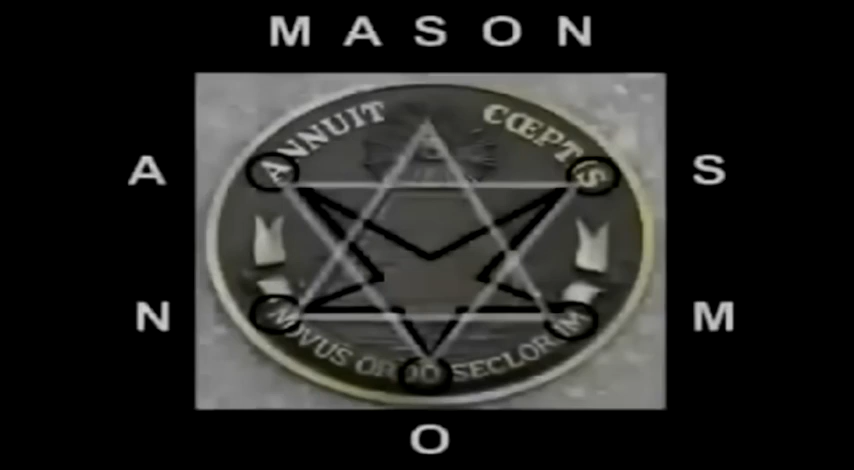 MASON
ANNUIT CŒPTIS
A S
N M
NOVUS ORDO SECLORUM
O